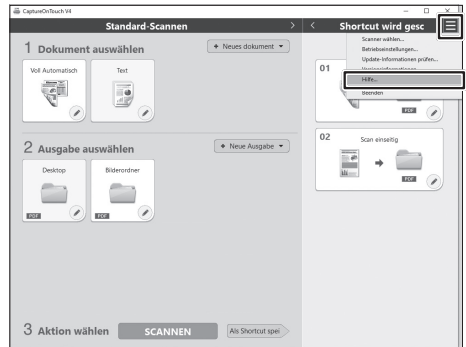 CaptureOnTouch V4
Standard-Scannen
Shortcut wird gesc
1 Dokument auswählen
+ Neues dokument
Voll Automatisch
Text
2 Ausgabe auswählen
+ Neue Ausgabe
Desktop
PDF
Bilderordner
PDF
3 Aktion wählen
SCANNEN
Als Shortcut spei
Scanner wählen...
Betriebseinstellungen...
Update-Informationen prüfen...
Versionsinformationen...
Hilfe...
Beenden
01
PDF
02
Scan einseitig
PDF